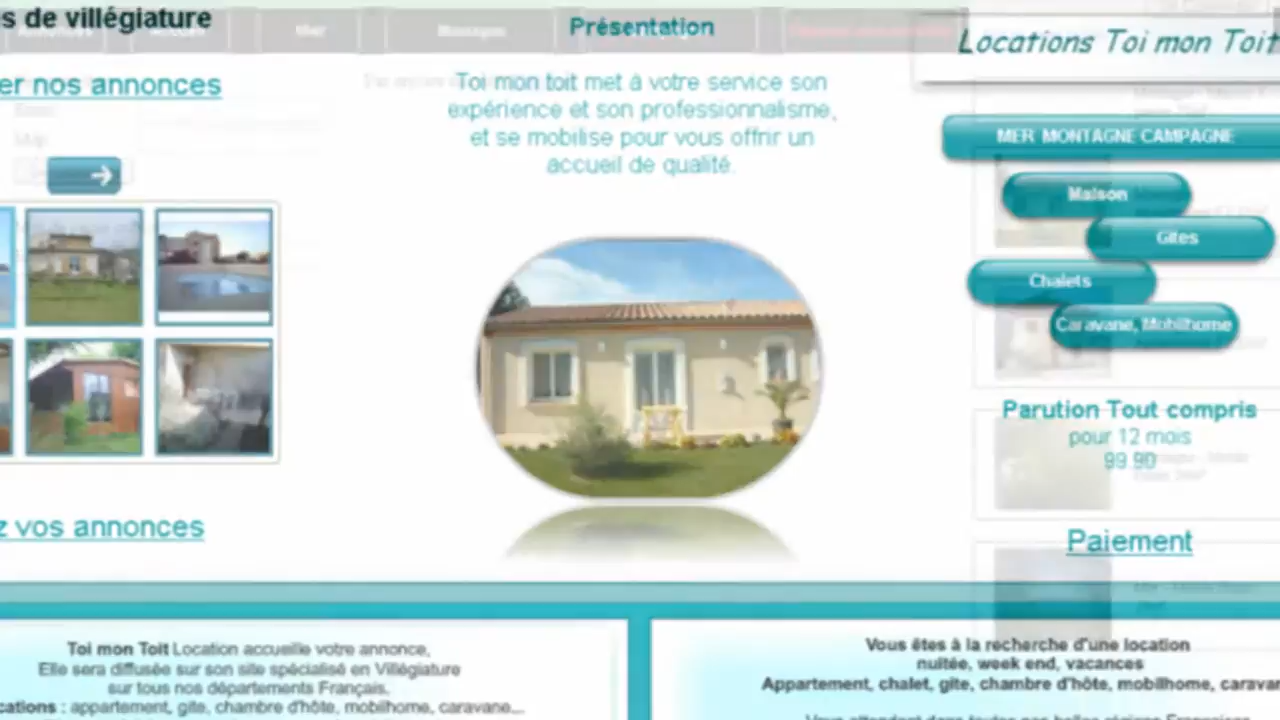 s de villégiature
Présentation
Locations Toi mon Toit
er nos annonces
Toi mon toit met à votre service son
expérience et son professionnalisme,
et se mobilise pour vous offrir un
accueil de qualité.
MER MONTAGNE CAMPAGNE
Maison
Gites
Chalets
Caravane, Mobilhome
Parution Tout compris
pour 12 mois
99.90
z vos annonces
Paiement
Toi mon Toit Location accueille votre annonce,
Elle sera diffusée sur son site spécialisé en Villégiature
sur tous nos départements Français.
cations : appartement, gite, chambre d'hôte, mobilhome, caravane,..
Vous êtes à la recherche d'une location
nuitée, week end, vacances
Appartement, chalet, gite, chambre d'hôte, mobilhome, caravan